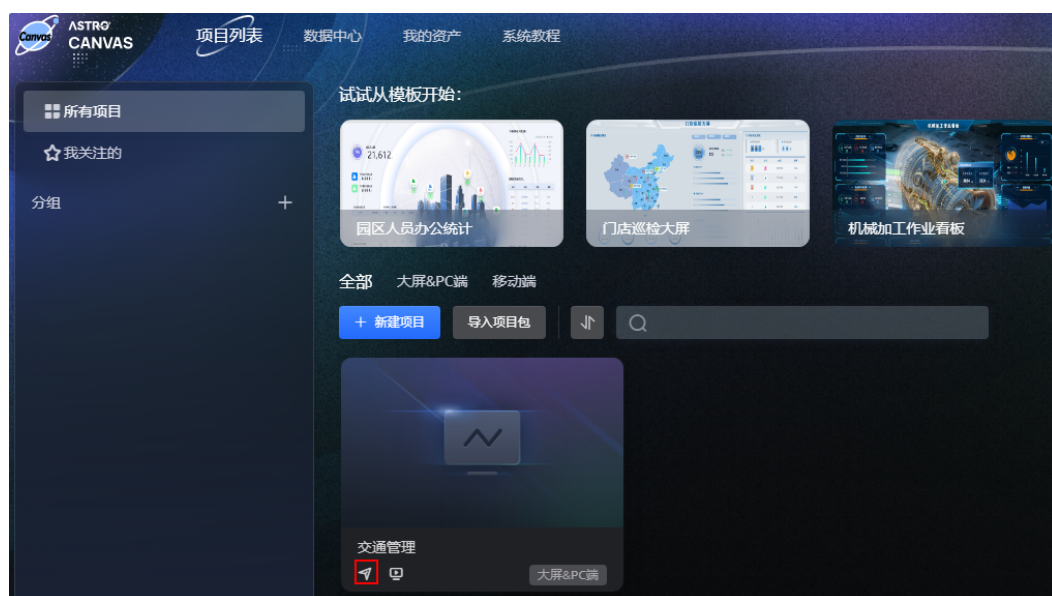 Canvas
ASTRO
CANVAS
项目列表
数据中心
我的资产
系统教程
所有项目
我关注的
分组
试试从模板开始：
21,612
园区人员办公统计
门店巡检大屏
机械加工作业看板
全部
大屏&PC端
移动端
新建项目
导入项目包
交通管理
大屏&PC端